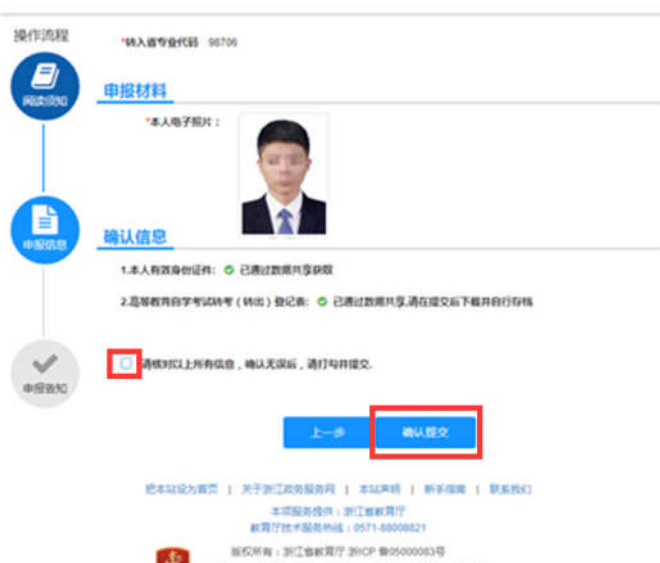 操作流程
*转入省专业代码 98706
阅读须知
申报材料
*本人电子照片：
申报信息
确认信息
1.本人有效身份证件： 已通过数据共享获取
2.高等教育自学考试转考（转出）登记表： 已通过数据共享,请在提交后下载并自行存档
请核对以上所有信息，确认无误后，请打勾并提交.
申报告知
上一步 确认提交
把本站设为首页 | 关于浙江政务服务网 | 本站声明 | 新手指南 | 联系我们
本项服务提供：浙江省教育厅
教育厅技术服务热线：0571-88008821
版权所有：浙江省教育厅 浙ICP 备05000083号